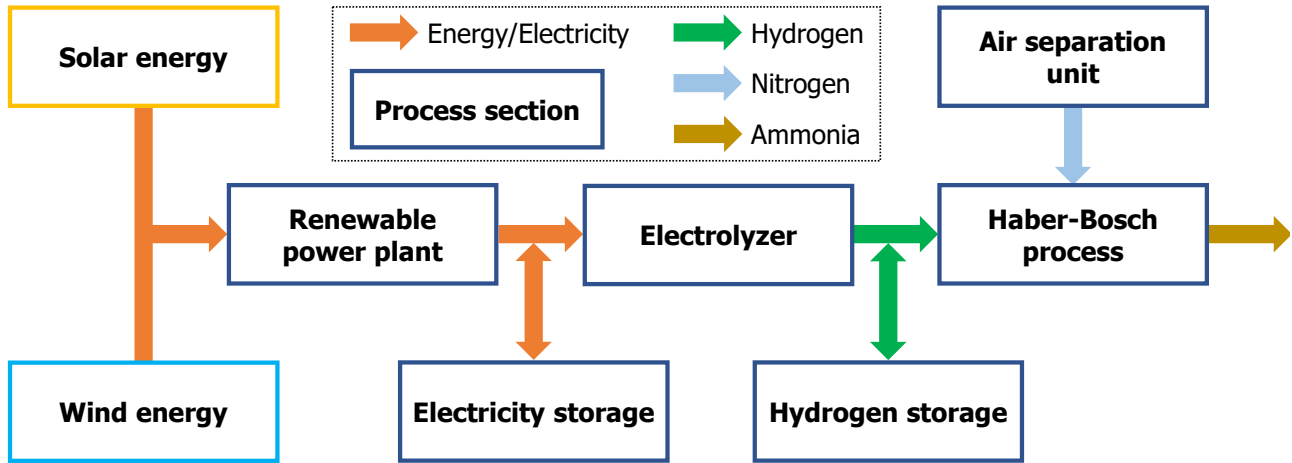 Solar energy
Energy/Electricity
Process section
Hydrogen
Nitrogen
Ammonia
Air separation
unit
Renewable
power plant
Electrolyzer
Haber-Bosch
process
Wind energy
Electricity storage
Hydrogen storage